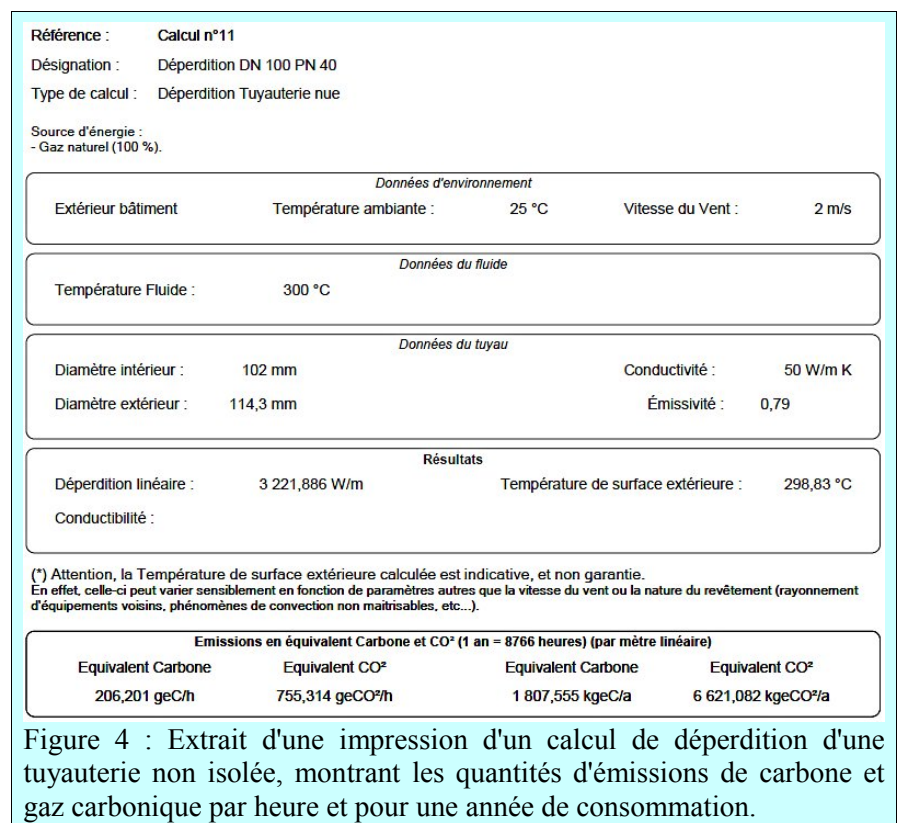 Référence : Calcul n°11
Désignation : Déperdition DN 100 PN 40
Type de calcul : Déperdition Tuyauterie nue
Source d'énergie :
- Gaz naturel (100 %).
Données d'environnement
Extérieur bâtiment Température ambiante : 25 °C Vitesse du Vent : 2 m/s
Données du fluide
Température Fluide : 300 °C
Données du tuyau
Diamètre intérieur : 102 mm Conductivité : 50 W/m K
Diamètre extérieur : 114,3 mm Émissivité : 0,79
Résultats
Déperdition linéaire : 3 221,886 W/m Température de surface extérieure : 298,83 °C
Conductibilité :
(*) Attention, la Température de surface extérieure calculée est indicative, et non garantie.
En effet, celle-ci peut varier sensiblement en fonction de paramètres autres que la vitesse du vent ou la nature du revêtement (rayonnement
d'équipements voisins, phénomènes de convection non maitrisables, etc...).
Emissions en équivalent Carbone et CO² (1 an = 8766 heures) (par mètre linéaire)
Equivalent Carbone Equivalent CO² Equivalent Carbone Equivalent CO²
206,201 geC/h 755,314 geCO²/h 1 807,555 kgeC/a 6 621,082 kgeCO²/a
Figure 4 : Extrait d'une impression d'un calcul de déperdition d'une
tuyauterie non isolée, montrant les quantités d'émissions de carbone et
gaz carbonique par heure et pour une année de consommation.